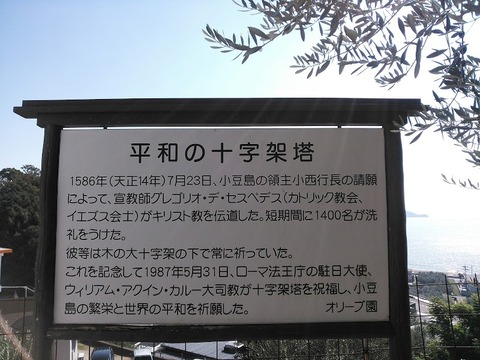 平和の十字架塔
1586年(天正14年)7月23日、小豆島の領主小西行長の請願
によって、宣教師グレゴリオ・デ・セスペデス(カトリック教会、
イエズス会士)がキリスト教を伝道した。短期間に1400名が洗
礼をうけた。
彼等は木の大十字架の下で常に祈っていた。
これを記念して1987年5月31日、ローマ法王庁の駐日大使、
ウィリアム・アクイン・カルー大司教が十字架塔を祝福し、小豆
島の繁栄と世界の平和を祈願した。 オリーブ園